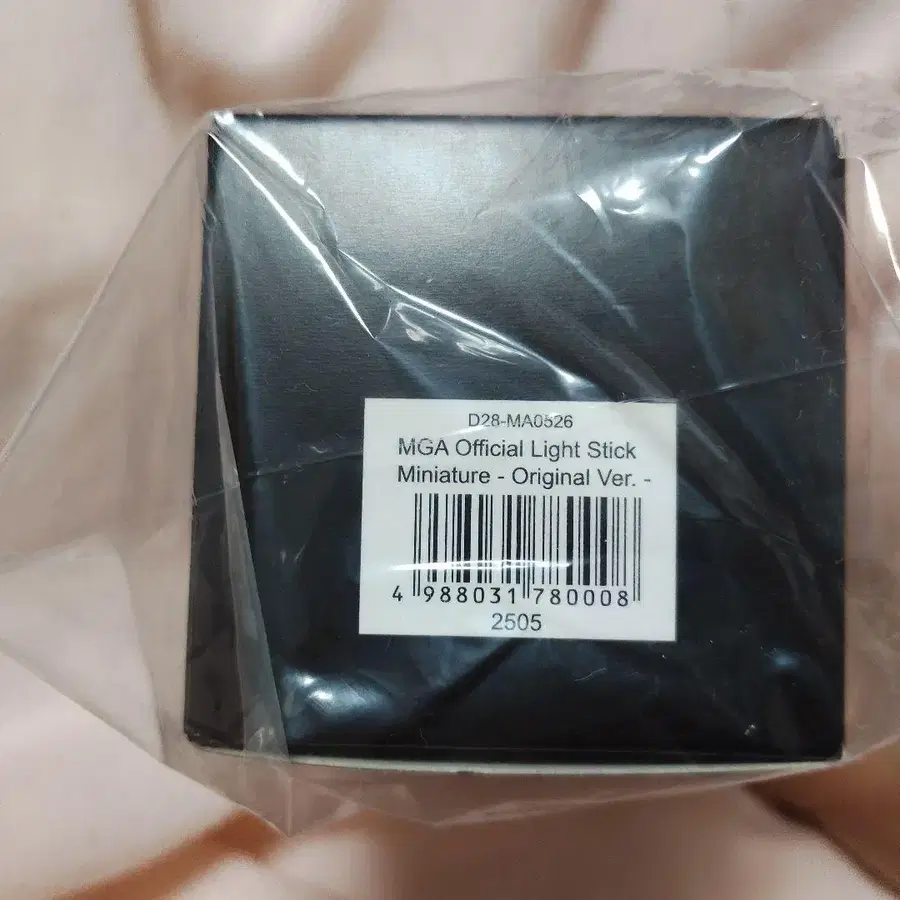 D28-MA0526
MGA Official Light Stick
Miniature - Original Ver. -
4 988031 780008
2505